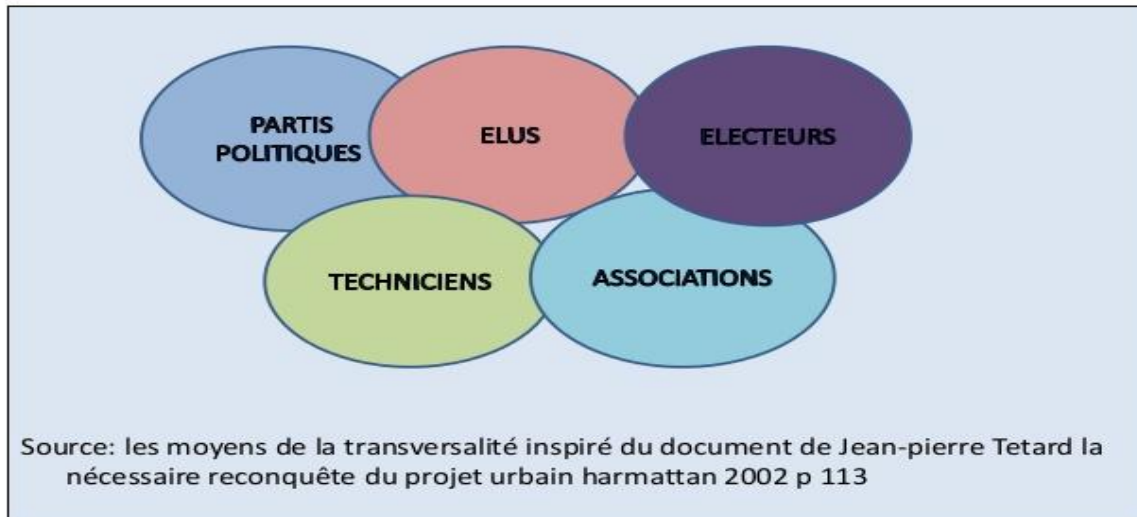 PARTIS
POLITIQUES
ELUS
ELECTEURS
TECHNICIENS
ASSOCIATIONS
Source: les moyens de la transversalité inspiré du document de Jean-pierre Tetard la
nécessaire reconquête du projet urbain harmattan 2002 p 113